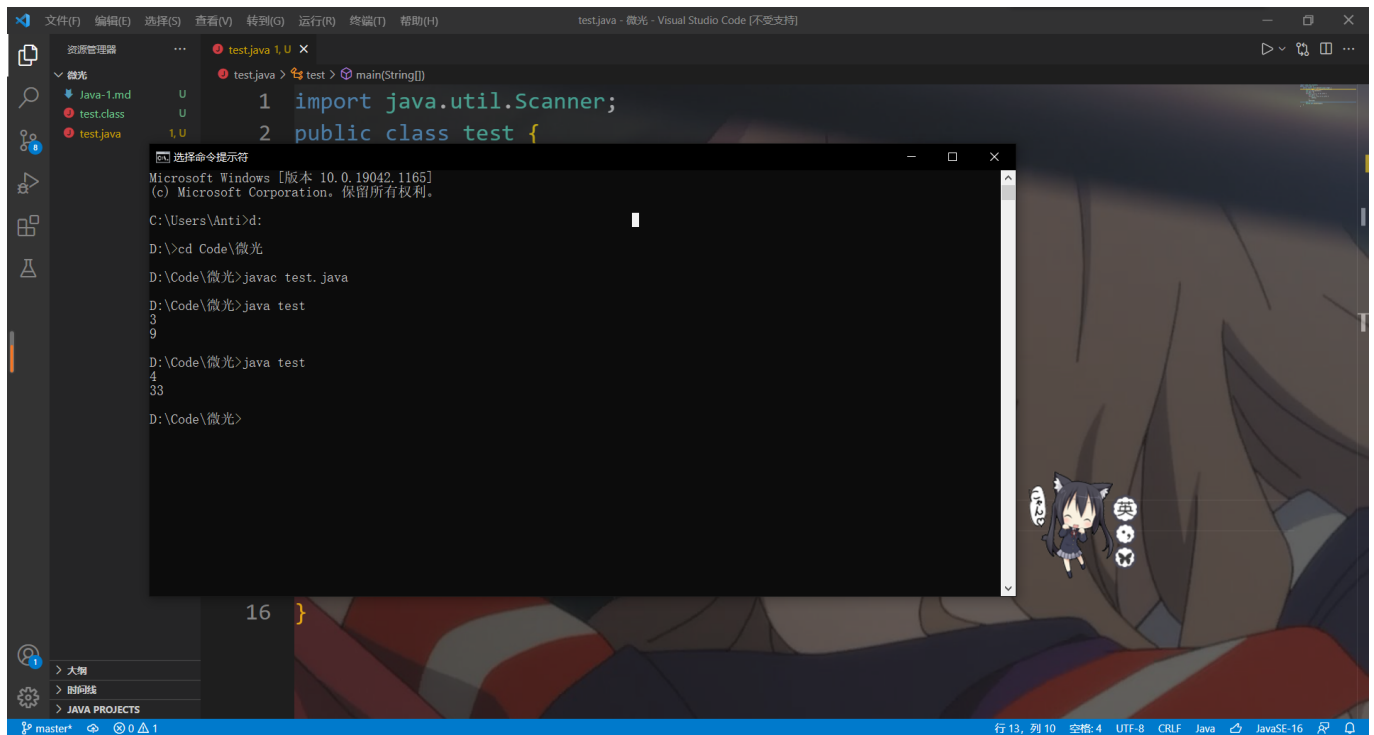 文件(F) 编辑(E) 选择(S) 查看(V) 转到(G) 运行(R) 终端(T) 帮助(H) test.java - 微光 - Visual Studio Code [不受支持]
资源管理器 ··· test.java 1, U
微光 test.java > test > main(String[])
Java-1.md U
test.class U
test.java 1, U
1 import java.util.Scanner;
2 public class test {
选择命令提示符
Microsoft Windows [版本 10.0.19042.1165]
(c) Microsoft Corporation。保留所有权利。
C:\Users\Anti>d:
D:\>cd Code\微光
D:\Code\微光>javac test.java
D:\Code\微光>java test
3
9
D:\Code\微光>java test
4
33
D:\Code\微光>
英
16 }
大纲
时间线
JAVA PROJECTS
master* 0 1 行 13, 列 10 空格: 4 UTF-8 CRLF Java JavaSE-16